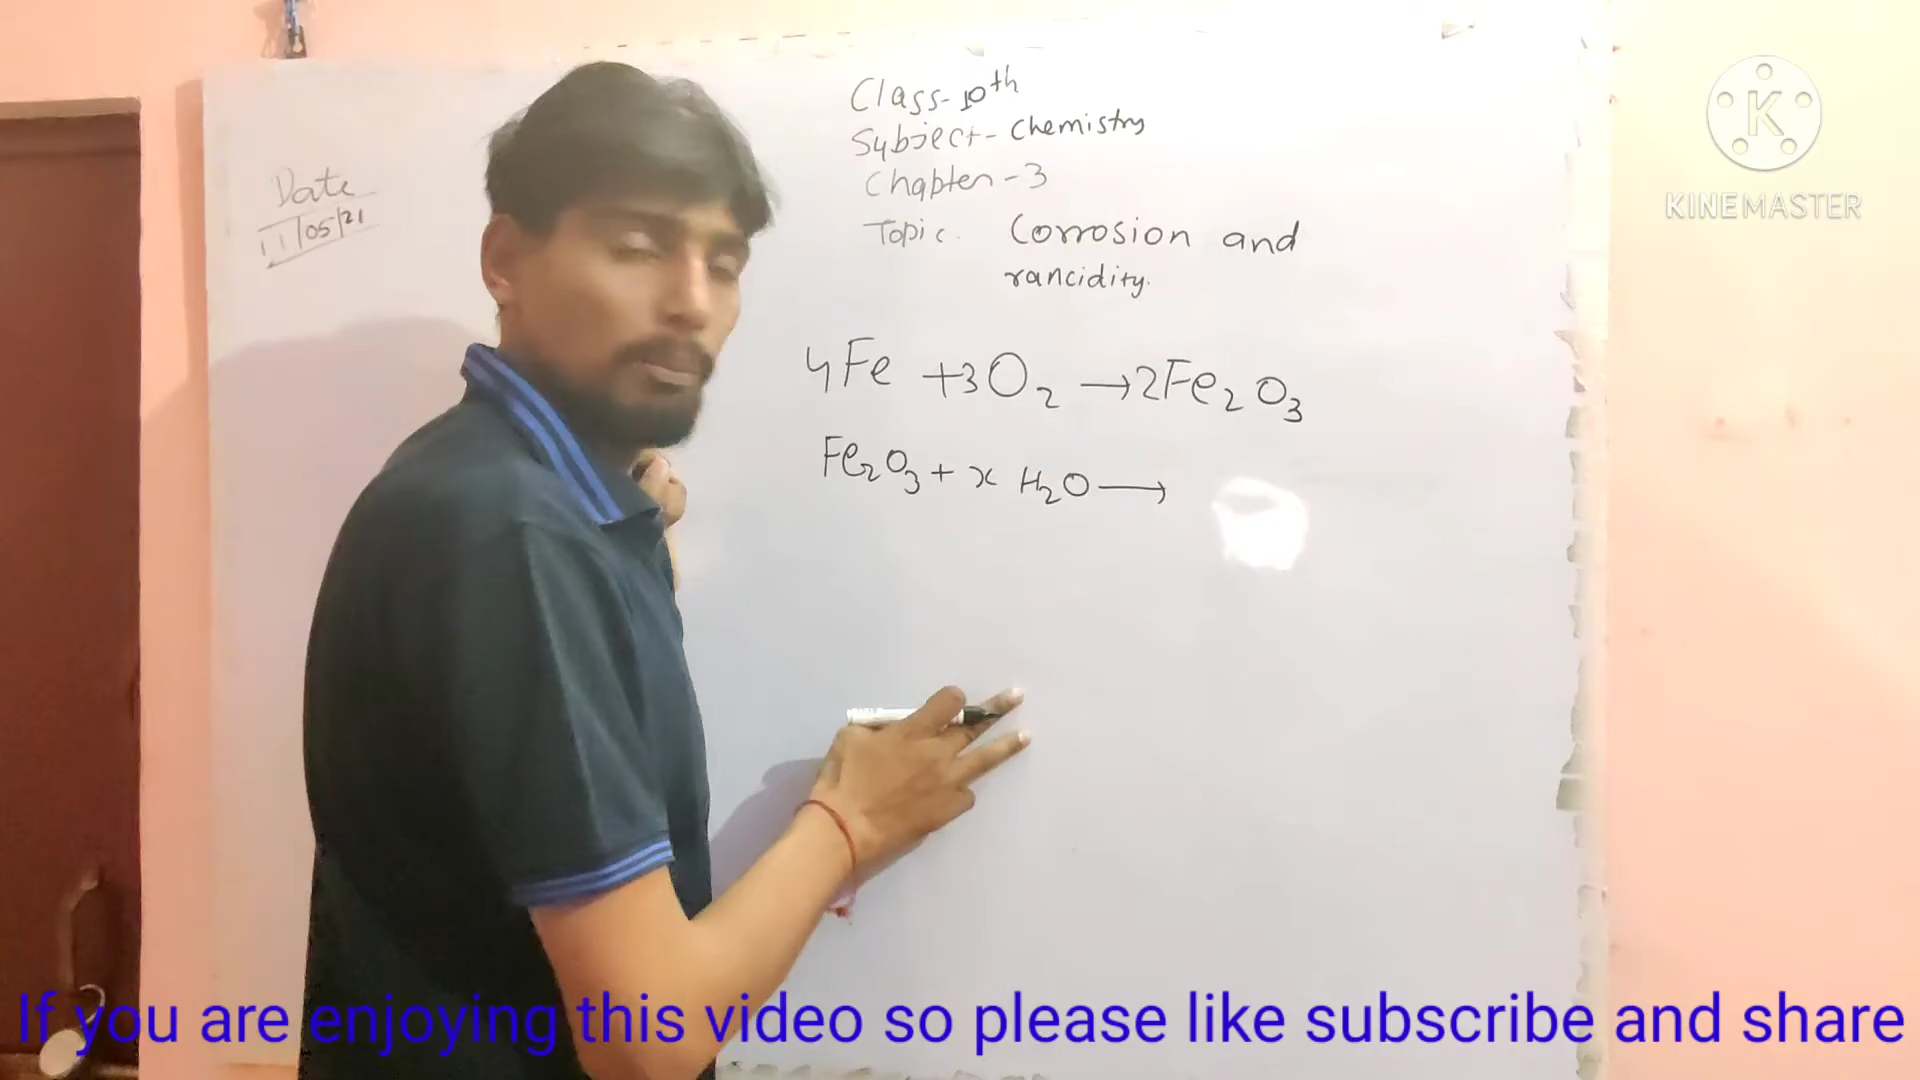 Class- 10th
Subject- Chemistry
Chapter - 3
Topic. Corrosion and
rancidity.
Date
11/05/21
4Fe +3O2 →2Fe2O3
Fe2O3 + x H2O →
K
KINEMASTER
If you are enjoying this video so please like subscribe and share